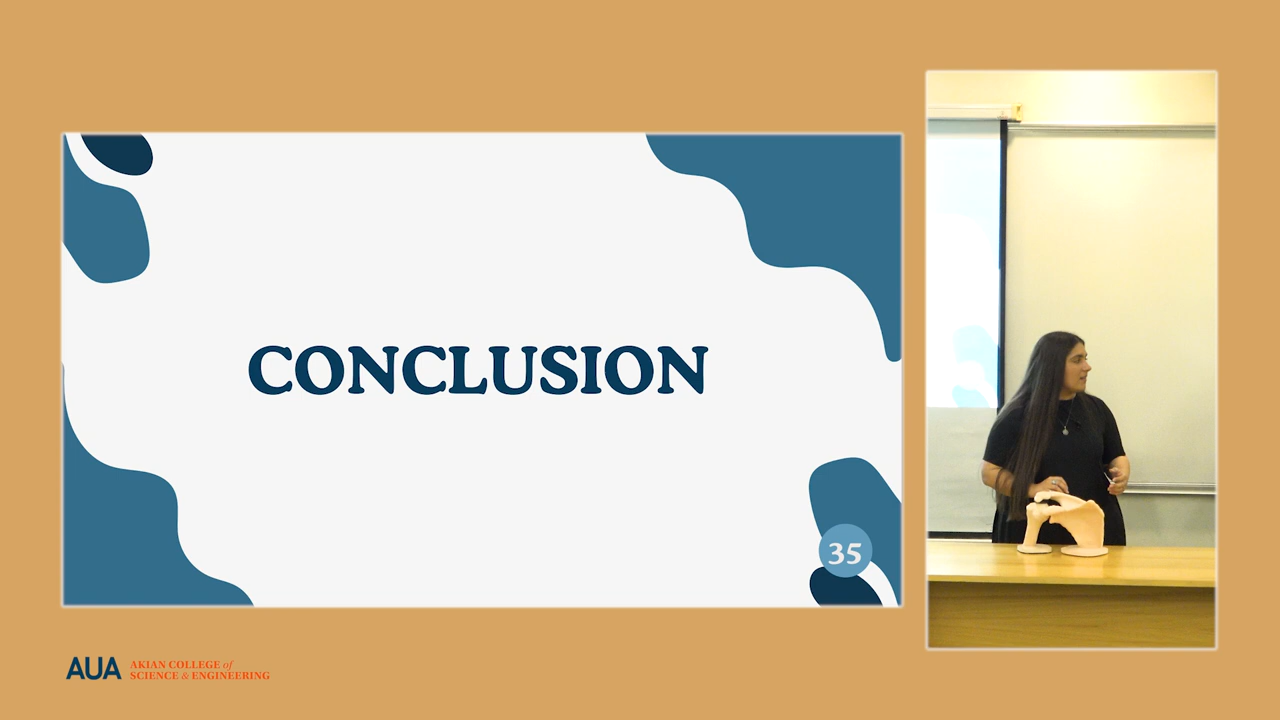 CONCLUSION
35
AUA AKIAN COLLEGE of
SCIENCE & ENGINEERING